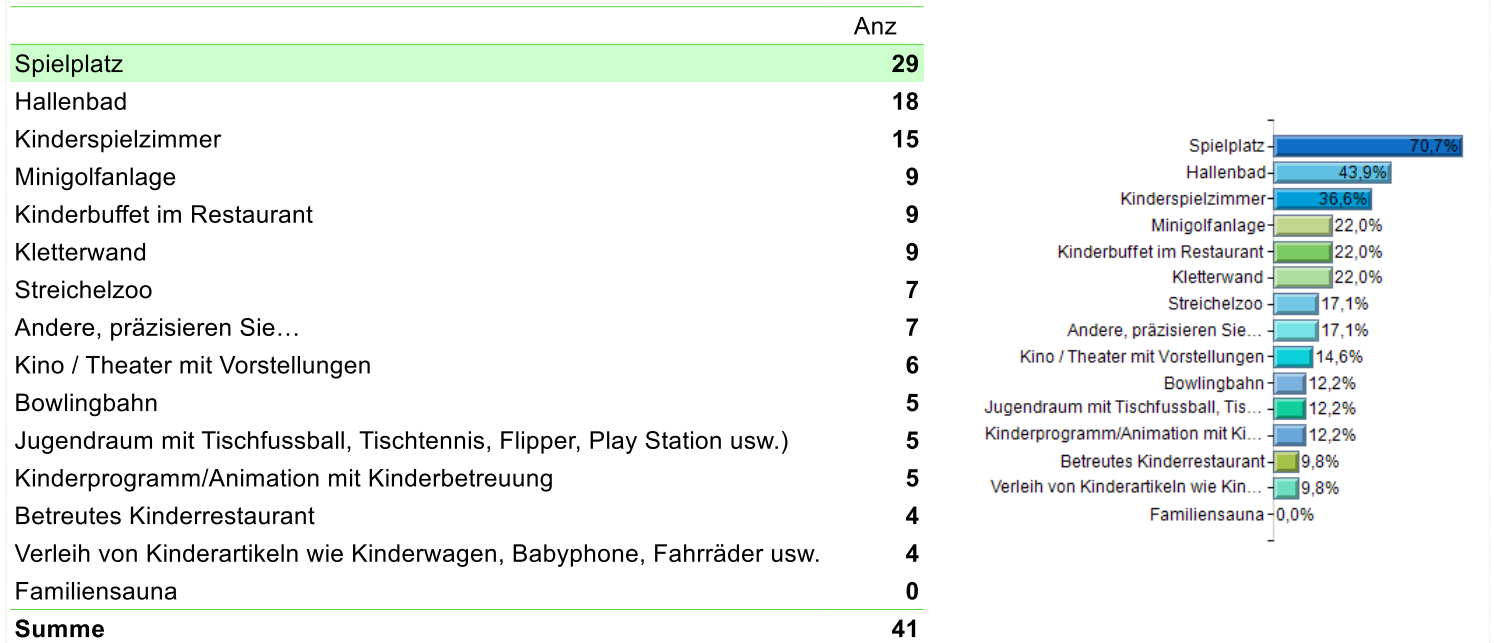 Anz
Spielplatz 29
Hallenbad 18
Kinderspielzimmer 15
Minigolfanlage 9
Kinderbuffet im Restaurant 9
Kletterwand 9
Streichelzoo 7
Andere, präzisieren Sie… 7
Kino / Theater mit Vorstellungen 6
Bowlingbahn 5
Jugendraum mit Tischfussball, Tischtennis, Flipper, Play Station usw.) 5
Kinderprogramm/Animation mit Kinderbetreuung 5
Betreutes Kinderrestaurant 4
Verleih von Kinderartikeln wie Kinderwagen, Babyphone, Fahrräder usw. 4
Familiensauna 0
Summe 41
Spielplatz 70,7%
Hallenbad 43,9%
Kinderspielzimmer 36,6%
Minigolfanlage 22,0%
Kinderbuffet im Restaurant 22,0%
Kletterwand 22,0%
Streichelzoo 17,1%
Andere, präzisieren Sie... 17,1%
Kino / Theater mit Vorstellungen 14,6%
Bowlingbahn 12,2%
Jugendraum mit Tischfussball, Tis... 12,2%
Kinderprogramm/Animation mit Ki... 12,2%
Betreutes Kinderrestaurant 9,8%
Verleih von Kinderartikeln wie Kin... 9,8%
Familiensauna 0,0%